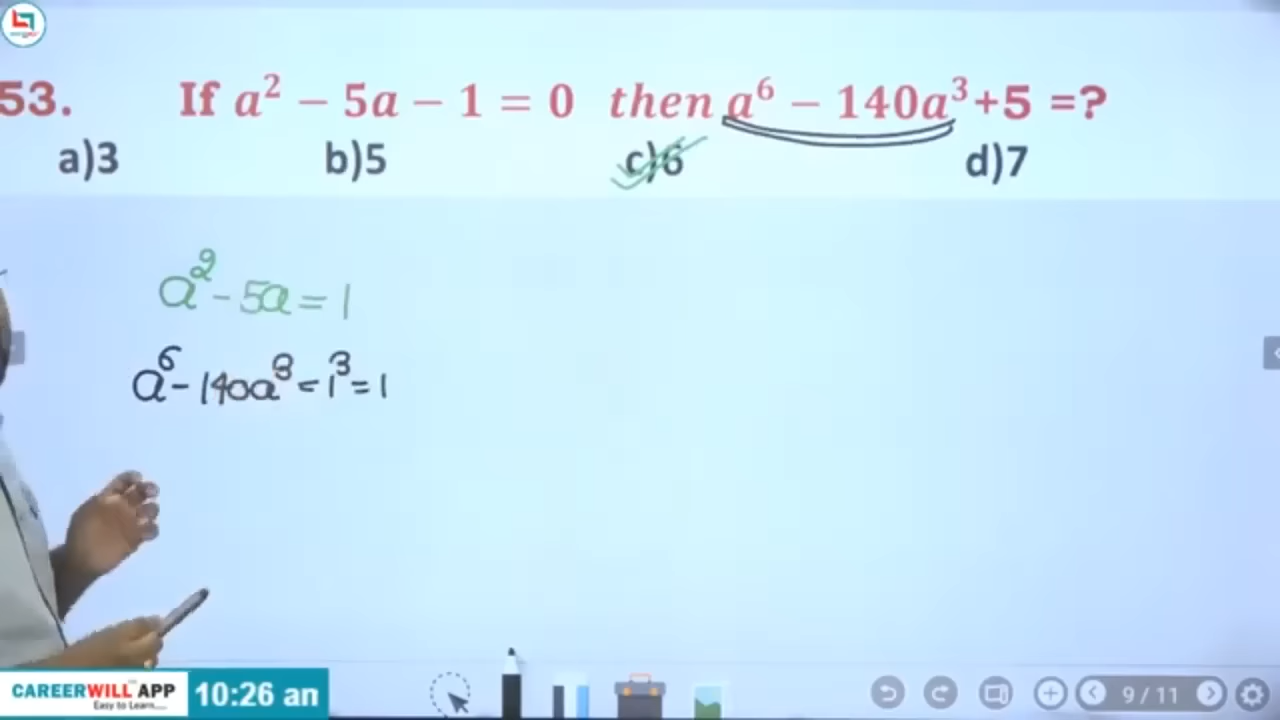 53. If a² − 5a − 1 = 0 then a⁶ − 140a³+5 =?
a)3 b)5 c)6 d)7
a² - 5a = 1
a⁶ - 140a³ = 1³ = 1
CAREERWILL APP
Easy to Learn.....
10:26 an
9 / 11